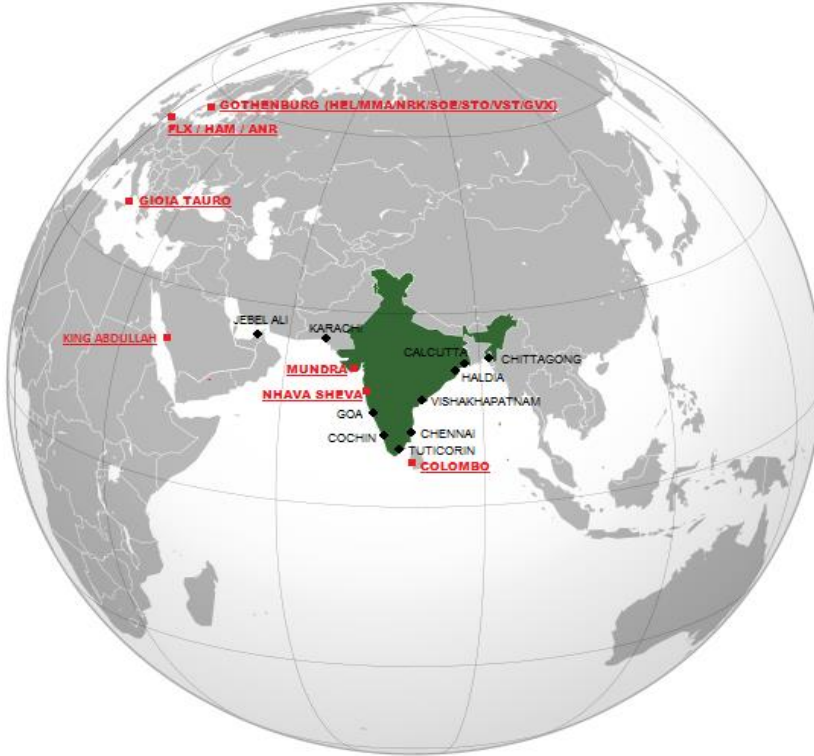 GOTHENBURG (HEL/MMA/NRK/SOE/STO/VST/GVX)
FLX / HAM / ANR
GIOIA TAURO
JEBEL ALI
KARACHI
KING ABDULLAH
CALCUTTA
CHITTAGONG
MUNDRA
HALDIA
NHAVA SHEVA
VISHAKHAPATNAM
GOA
COCHIN
CHENNAI
TUTICORIN
COLOMBO